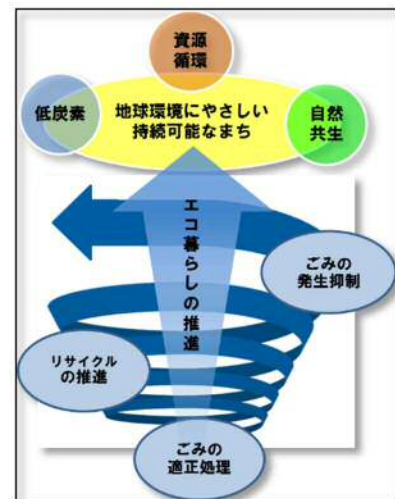 資源
循環
低炭素
地球環境にやさしい
持続可能なまち
自然
共生
エコ暮らしの推進
ごみの
発生抑制
リサイクル
の推進
ごみの
適正処理